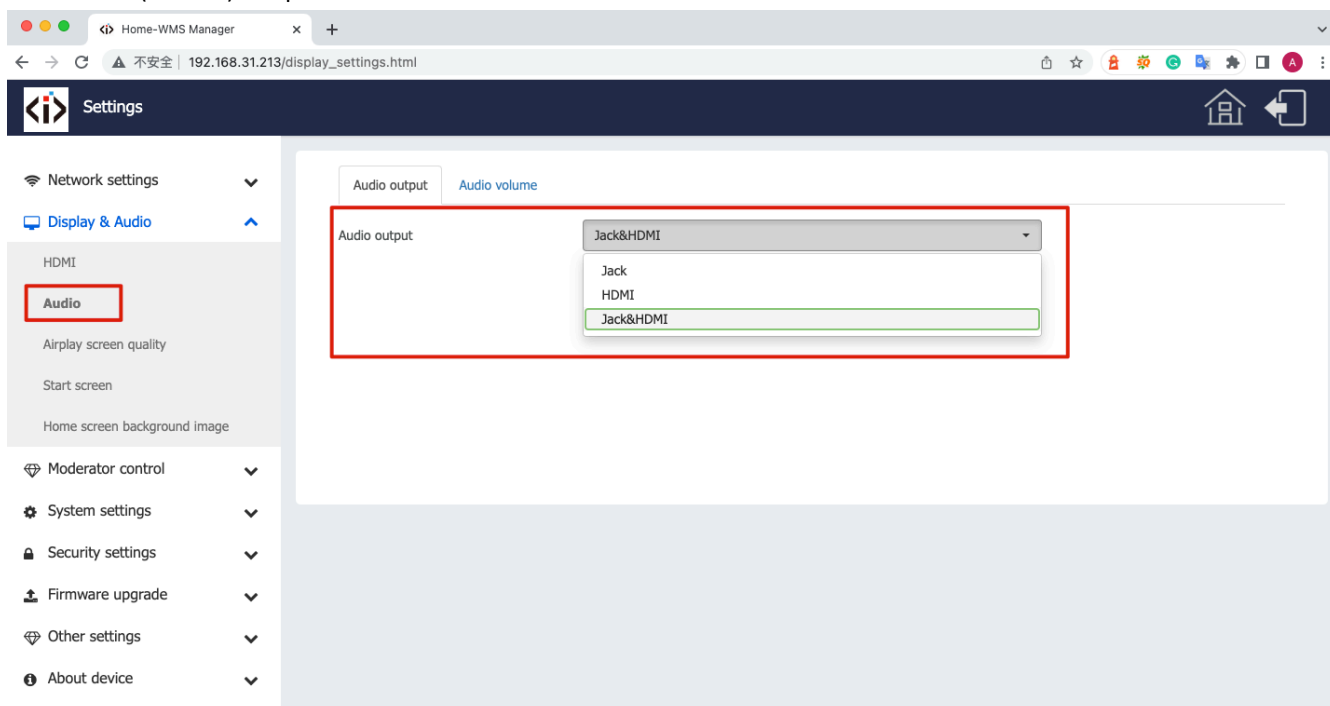 Home-WMS Manager
不安全 | 192.168.31.213/display_settings.html
A
Settings
Network settings
Display & Audio
HDMI
Audio
Airplay screen quality
Start screen
Home screen background image
Moderator control
System settings
Security settings
Firmware upgrade
Other settings
About device
Audio output
Audio volume
Audio output
Jack&HDMI
Jack
HDMI
Jack&HDMI